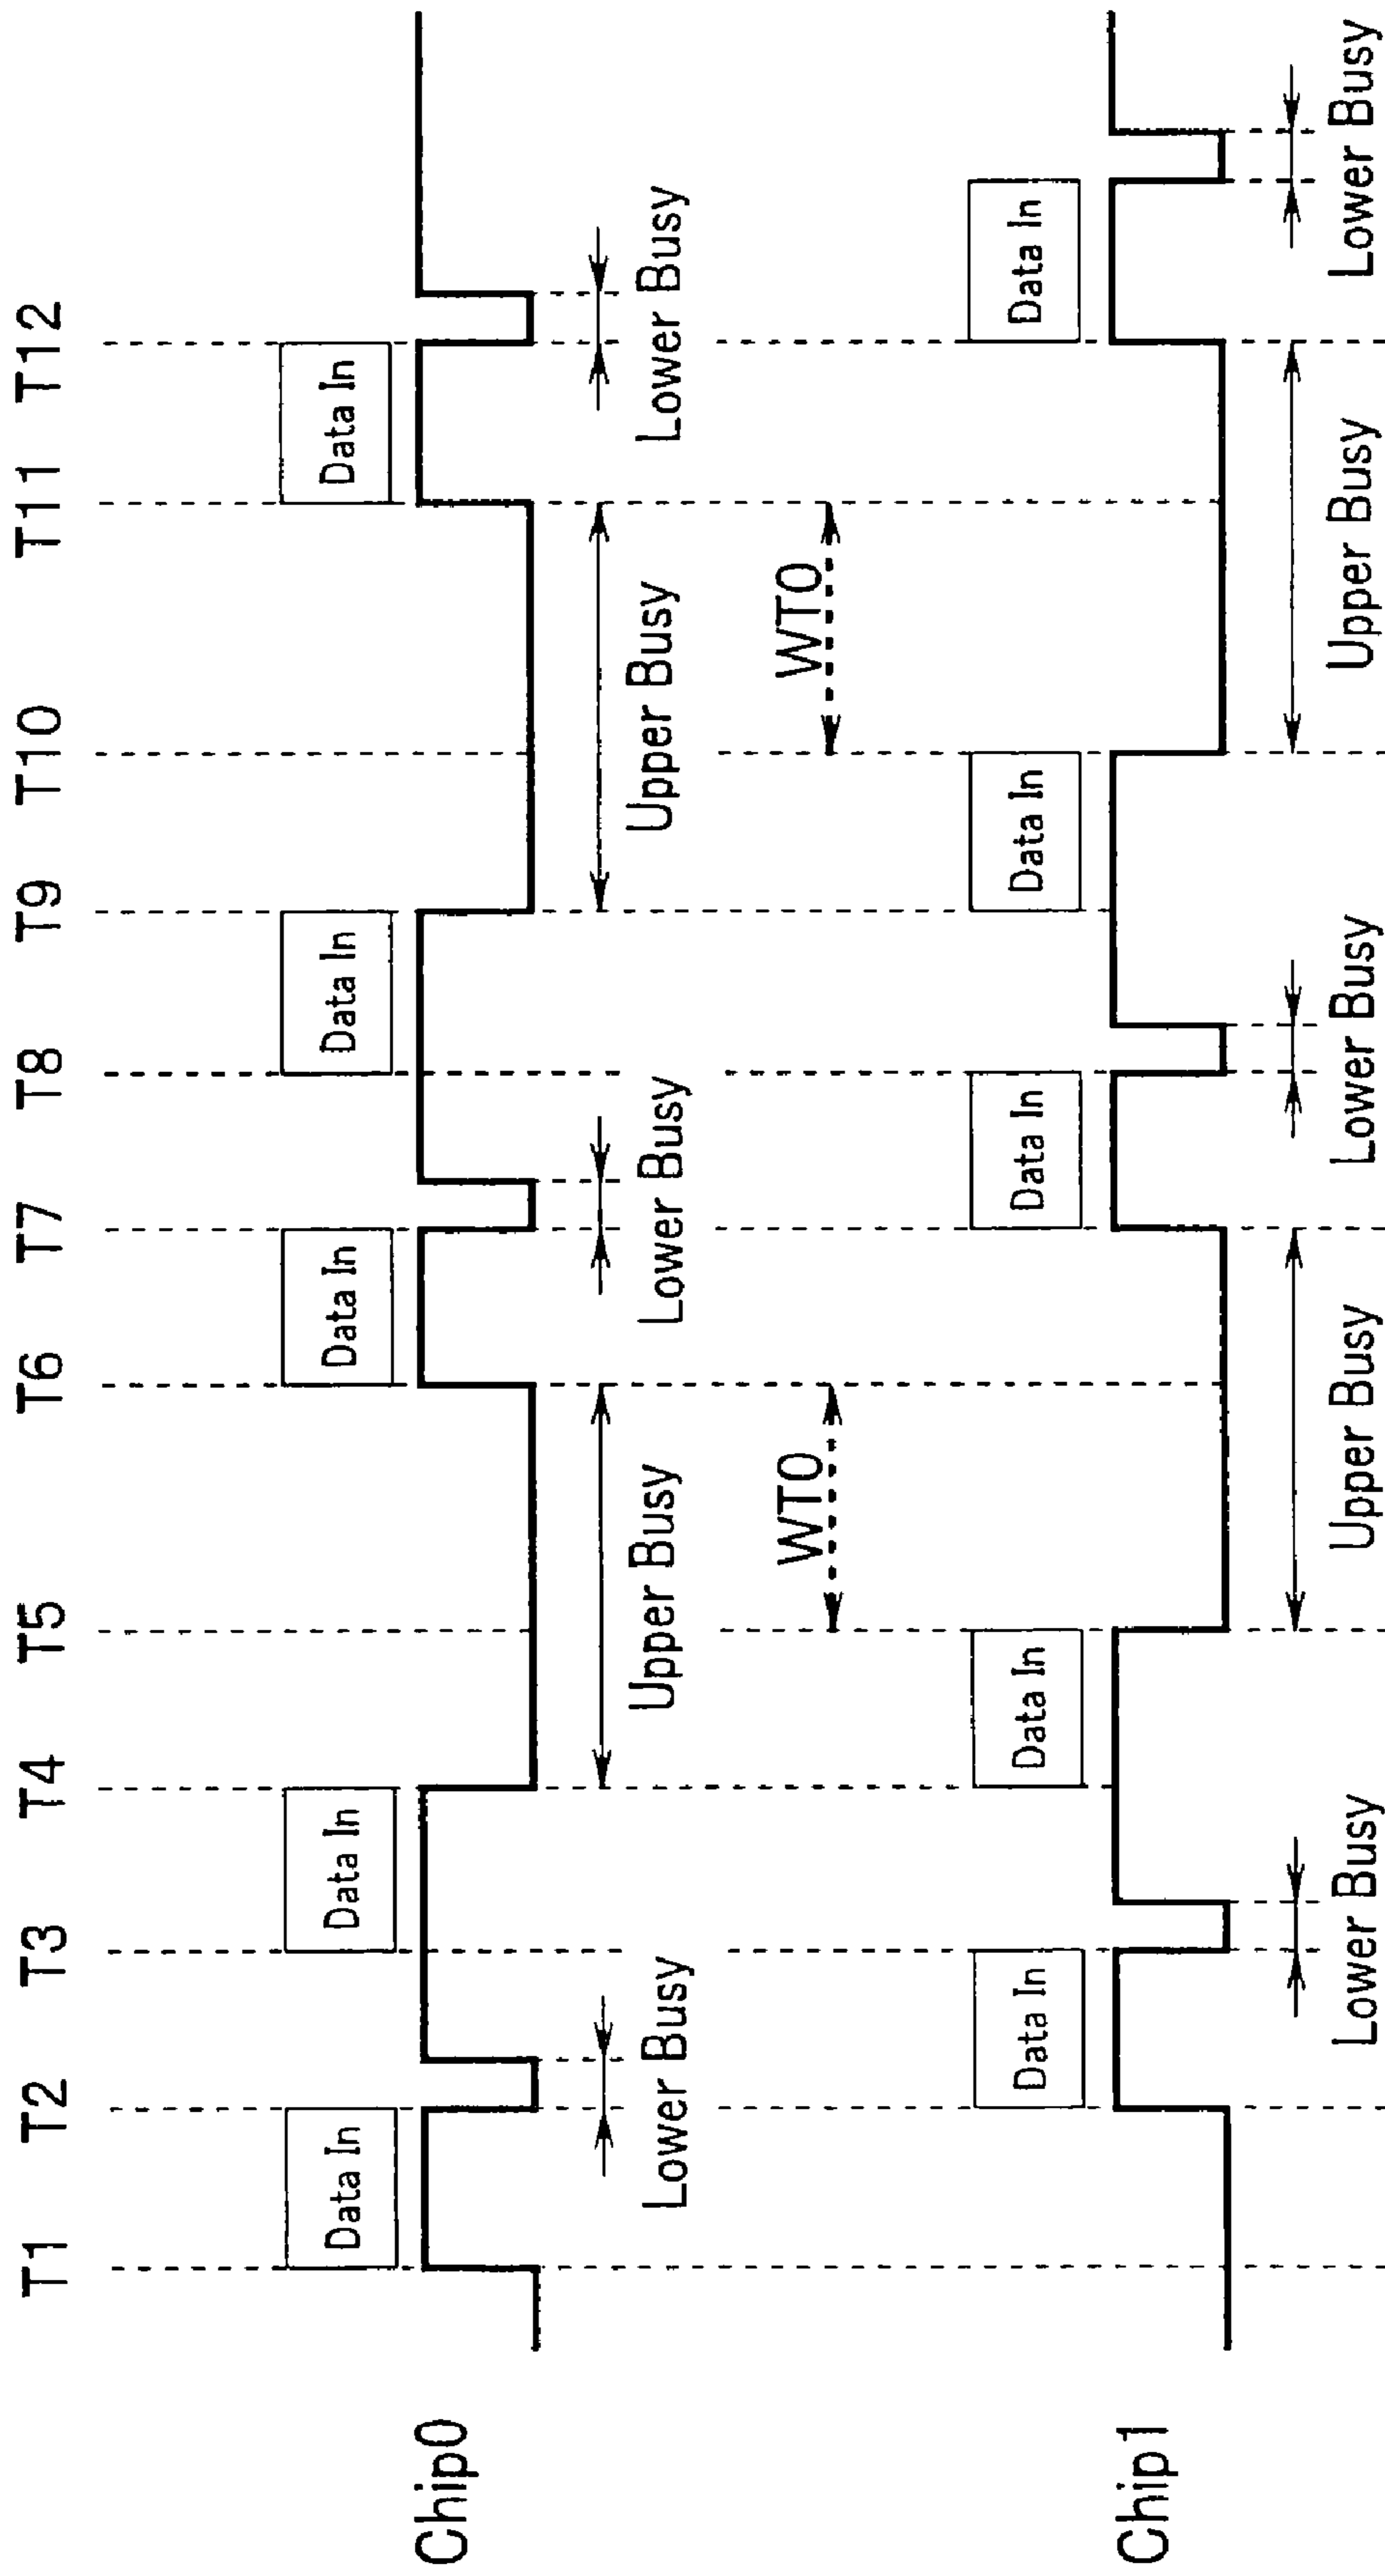 T1 T2 T3 T4 T5 T6 T7 T8 T9 T10 T11 T12
Data In Data In Data In Data In Data In
Chip0
Lower Busy Upper Busy Lower Busy Upper Busy Lower Busy
WT0 WT0
Data In Data In Data In Data In Data In
Chip1
Lower Busy Upper Busy Lower Busy Upper Busy Lower Busy